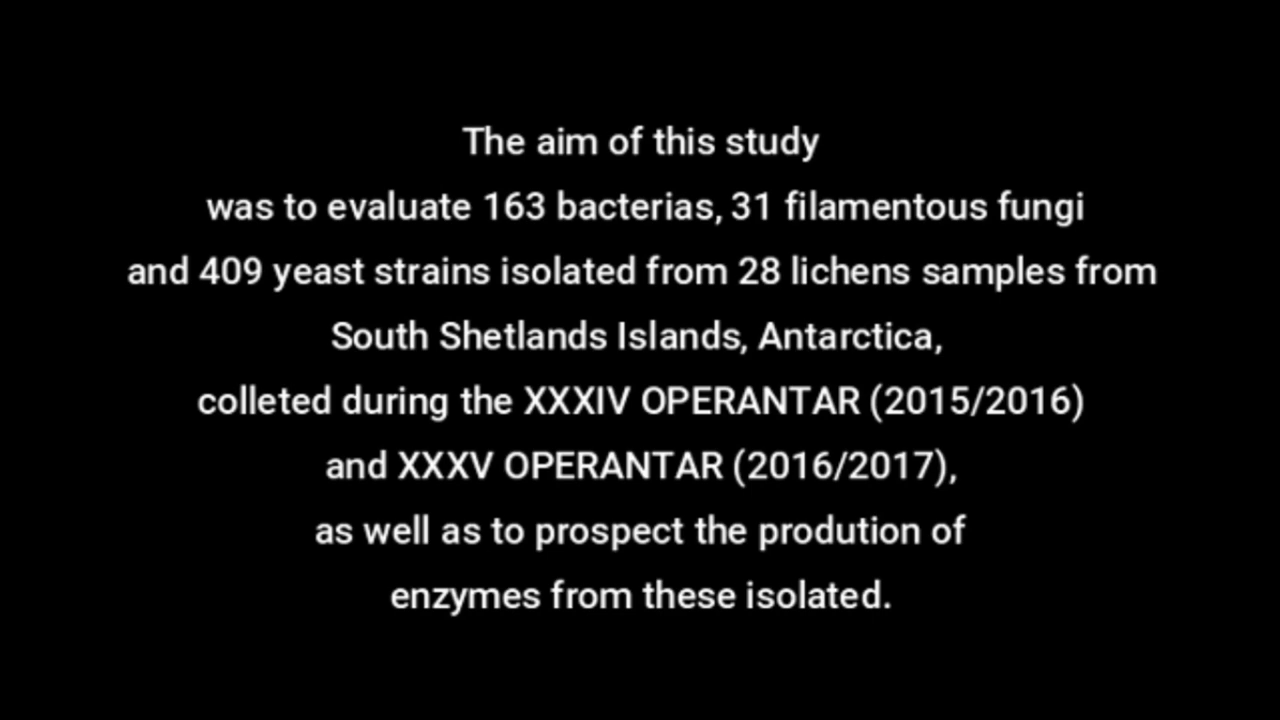 The aim of this study
was to evaluate 163 bacterias, 31 filamentous fungi
and 409 yeast strains isolated from 28 lichens samples from
South Shetlands Islands, Antarctica,
colleted during the XXXIV OPERANTAR (2015/2016)
and XXXV OPERANTAR (2016/2017),
as well as to prospect the prodution of
enzymes from these isolated.